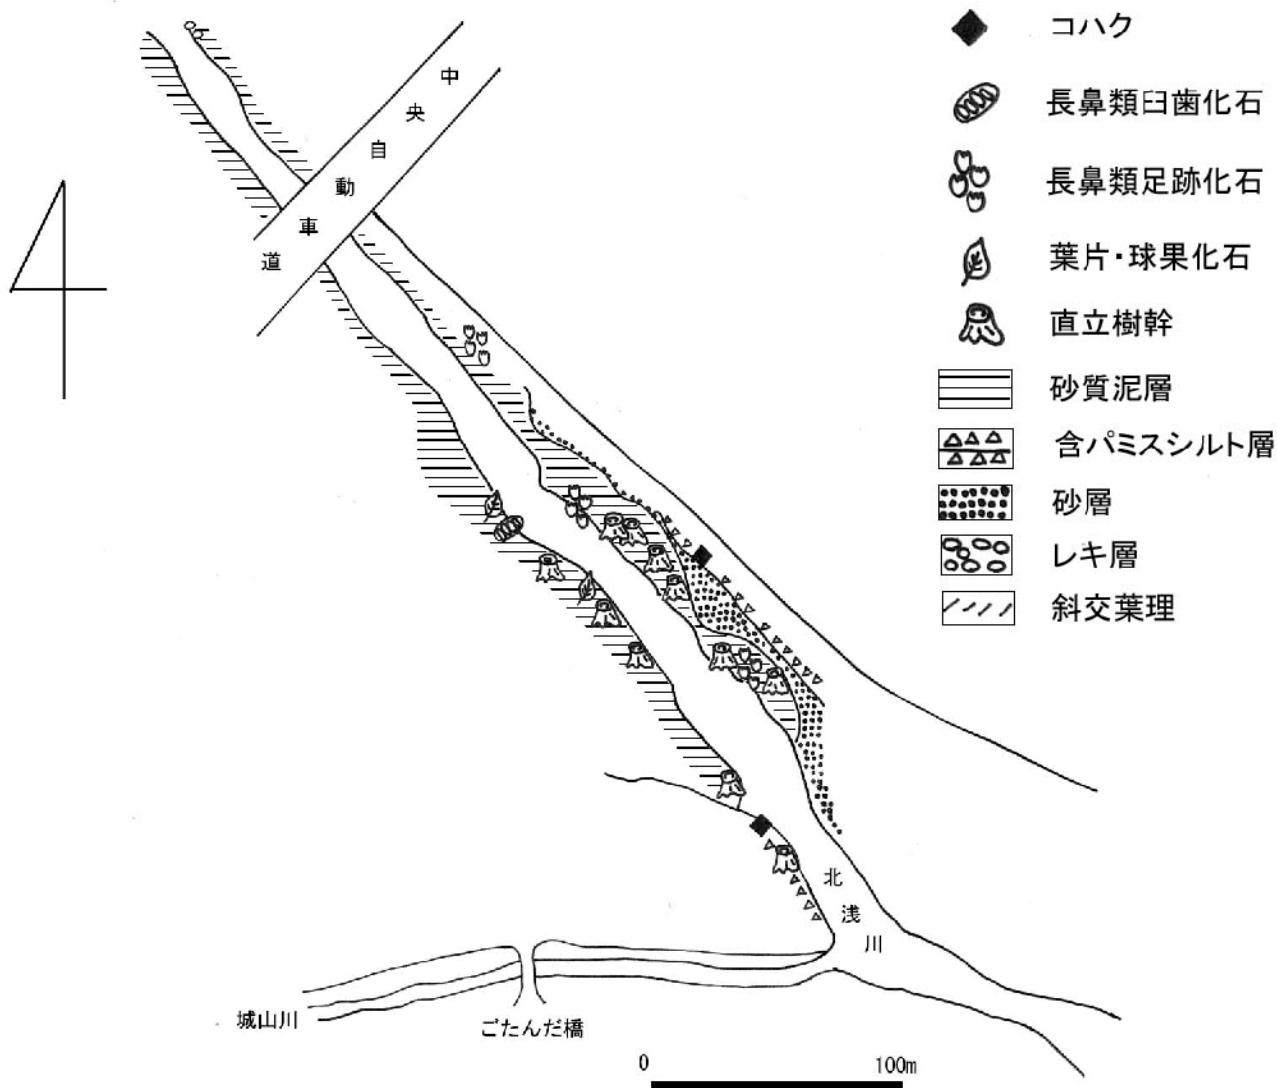 コハク
長鼻類臼歯化石
長鼻類足跡化石
葉片・球果化石
直立樹幹
砂質泥層
含パミスシルト層
砂層
レキ層
斜交葉理
中央自動車道
北浅川
城山川
ごたんだ橋
0 100m